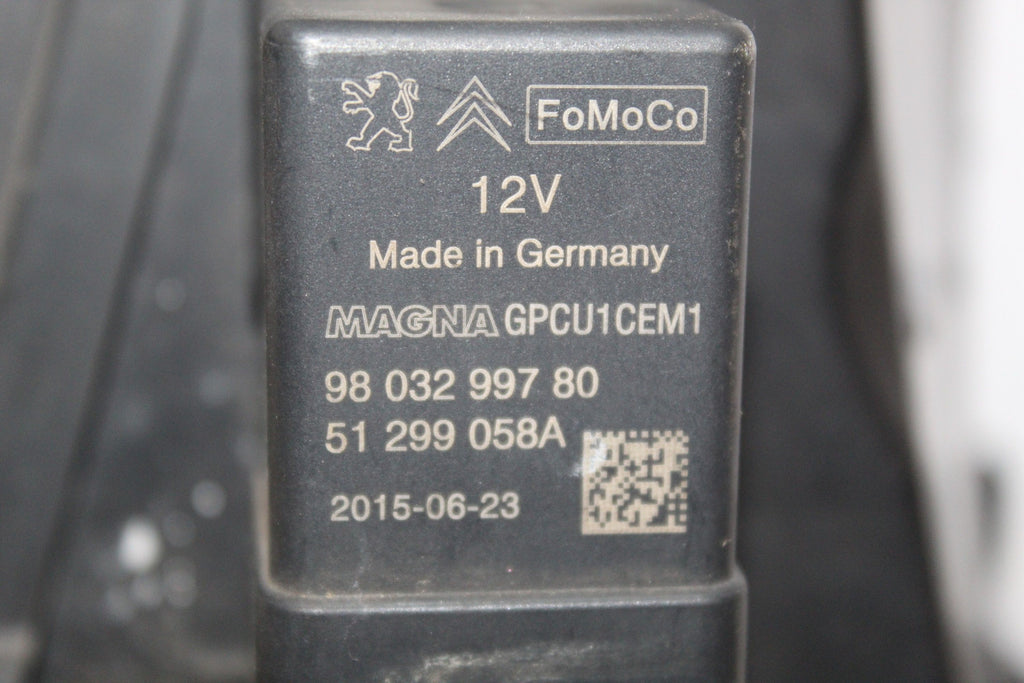 FoMoCo
12V
Made in Germany
MAGNA GPCU1CEM1
98 032 997 80
51 299 058A
2015-06-23